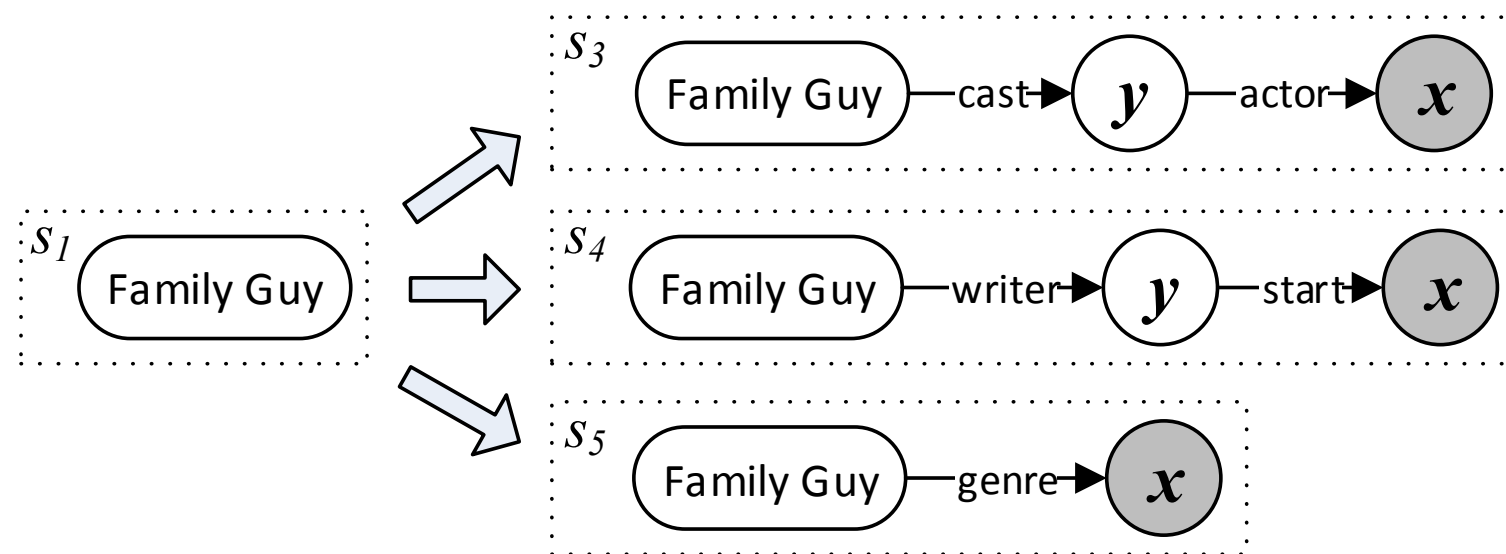 s3 Family Guy cast y actor x
s1 Family Guy
s4 Family Guy writer y start x
s5 Family Guy genre x